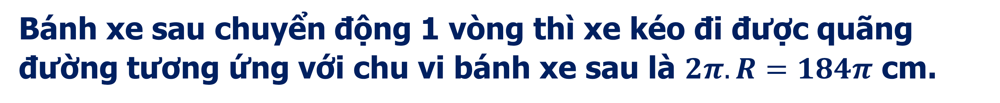 Bánh xe sau chuyển động 1 vòng thì xe kéo đi được quãng
đường tương ứng với chu vi bánh xe sau là 2π. R = 184π cm.